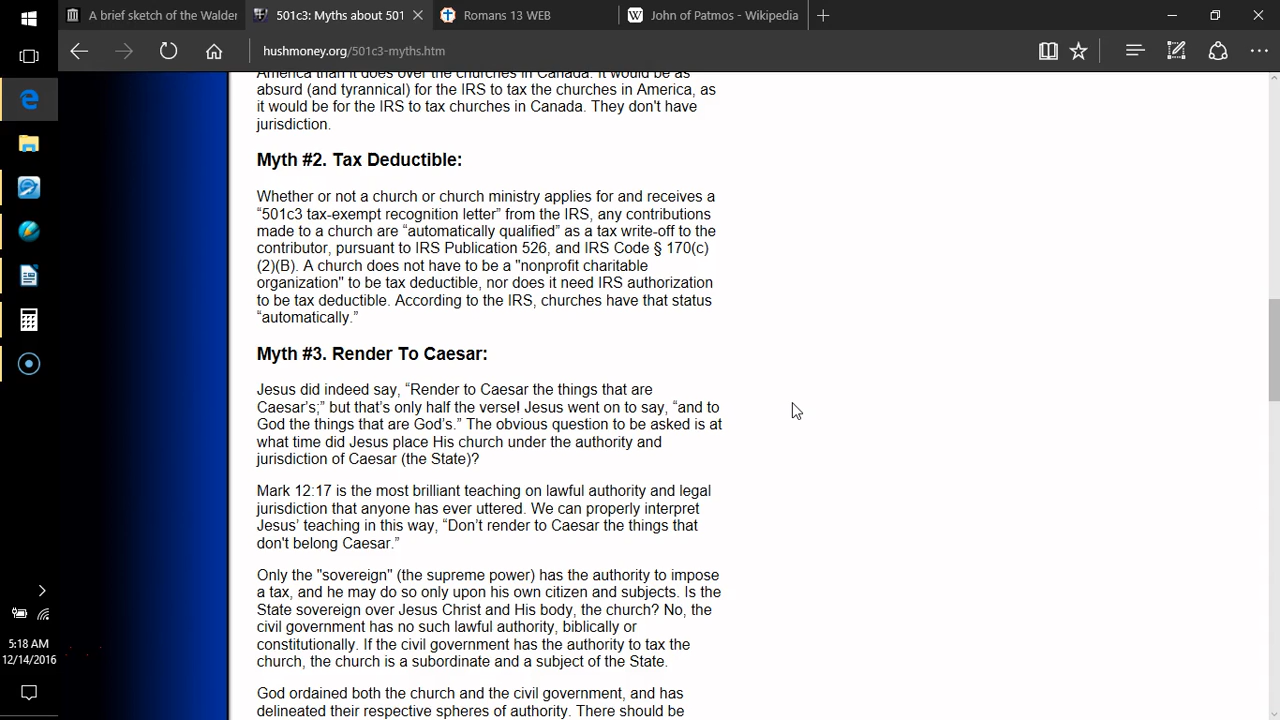 A brief sketch of the Walder
501c3: Myths about 501
Romans 13 WEB
John of Patmos - Wikipedia
hushmoney.org/501c3-myths.htm
America than it does over the churches in Canada. It would be as
absurd (and tyrannical) for the IRS to tax the churches in America, as
it would be for the IRS to tax churches in Canada. They don't have
jurisdiction.
Myth #2. Tax Deductible:
Whether or not a church or church ministry applies for and receives a
“501c3 tax-exempt recognition letter” from the IRS, any contributions
made to a church are “automatically qualified” as a tax write-off to the
contributor, pursuant to IRS Publication 526, and IRS Code § 170(c)
(2)(B). A church does not have to be a "nonprofit charitable
organization" to be tax deductible, nor does it need IRS authorization
to be tax deductible. According to the IRS, churches have that status
“automatically.”
Myth #3. Render To Caesar:
Jesus did indeed say, “Render to Caesar the things that are
Caesar’s;” but that’s only half the verse! Jesus went on to say, “and to
God the things that are God’s.” The obvious question to be asked is at
what time did Jesus place His church under the authority and
jurisdiction of Caesar (the State)?
Mark 12:17 is the most brilliant teaching on lawful authority and legal
jurisdiction that anyone has ever uttered. We can properly interpret
Jesus’ teaching in this way, “Don’t render to Caesar the things that
don't belong Caesar.”
Only the "sovereign" (the supreme power) has the authority to impose
a tax, and he may do so only upon his own citizen and subjects. Is the
State sovereign over Jesus Christ and His body, the church? No, the
civil government has no such lawful authority, biblically or
constitutionally. If the civil government has the authority to tax the
church, the church is a subordinate and a subject of the State.
God ordained both the church and the civil government, and has
delineated their respective spheres of authority. There should be
5:18 AM
12/14/2016